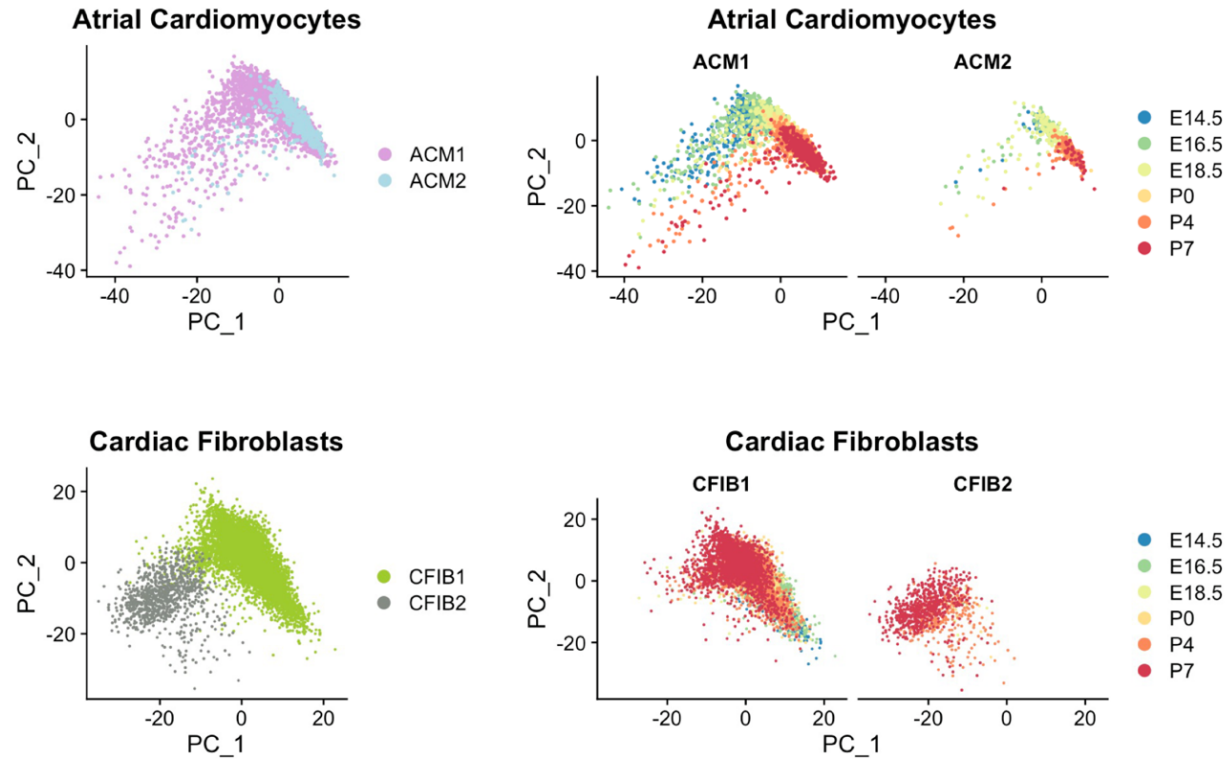 Atrial Cardiomyocytes
PC_2
0
-20
-40
-40
-20
0
PC_1
ACM1
ACM2
Atrial Cardiomyocytes
ACM1
ACM2
PC_2
0
-20
-40
-40
-20
0
-40
-20
0
PC_1
E14.5
E16.5
E18.5
P0
P4
P7
Cardiac Fibroblasts
PC_2
20
0
-20
-20
0
20
PC_1
CFIB1
CFIB2
Cardiac Fibroblasts
CFIB1
CFIB2
PC_2
20
0
-20
-20
0
20
-20
0
20
PC_1
E14.5
E16.5
E18.5
P0
P4
P7